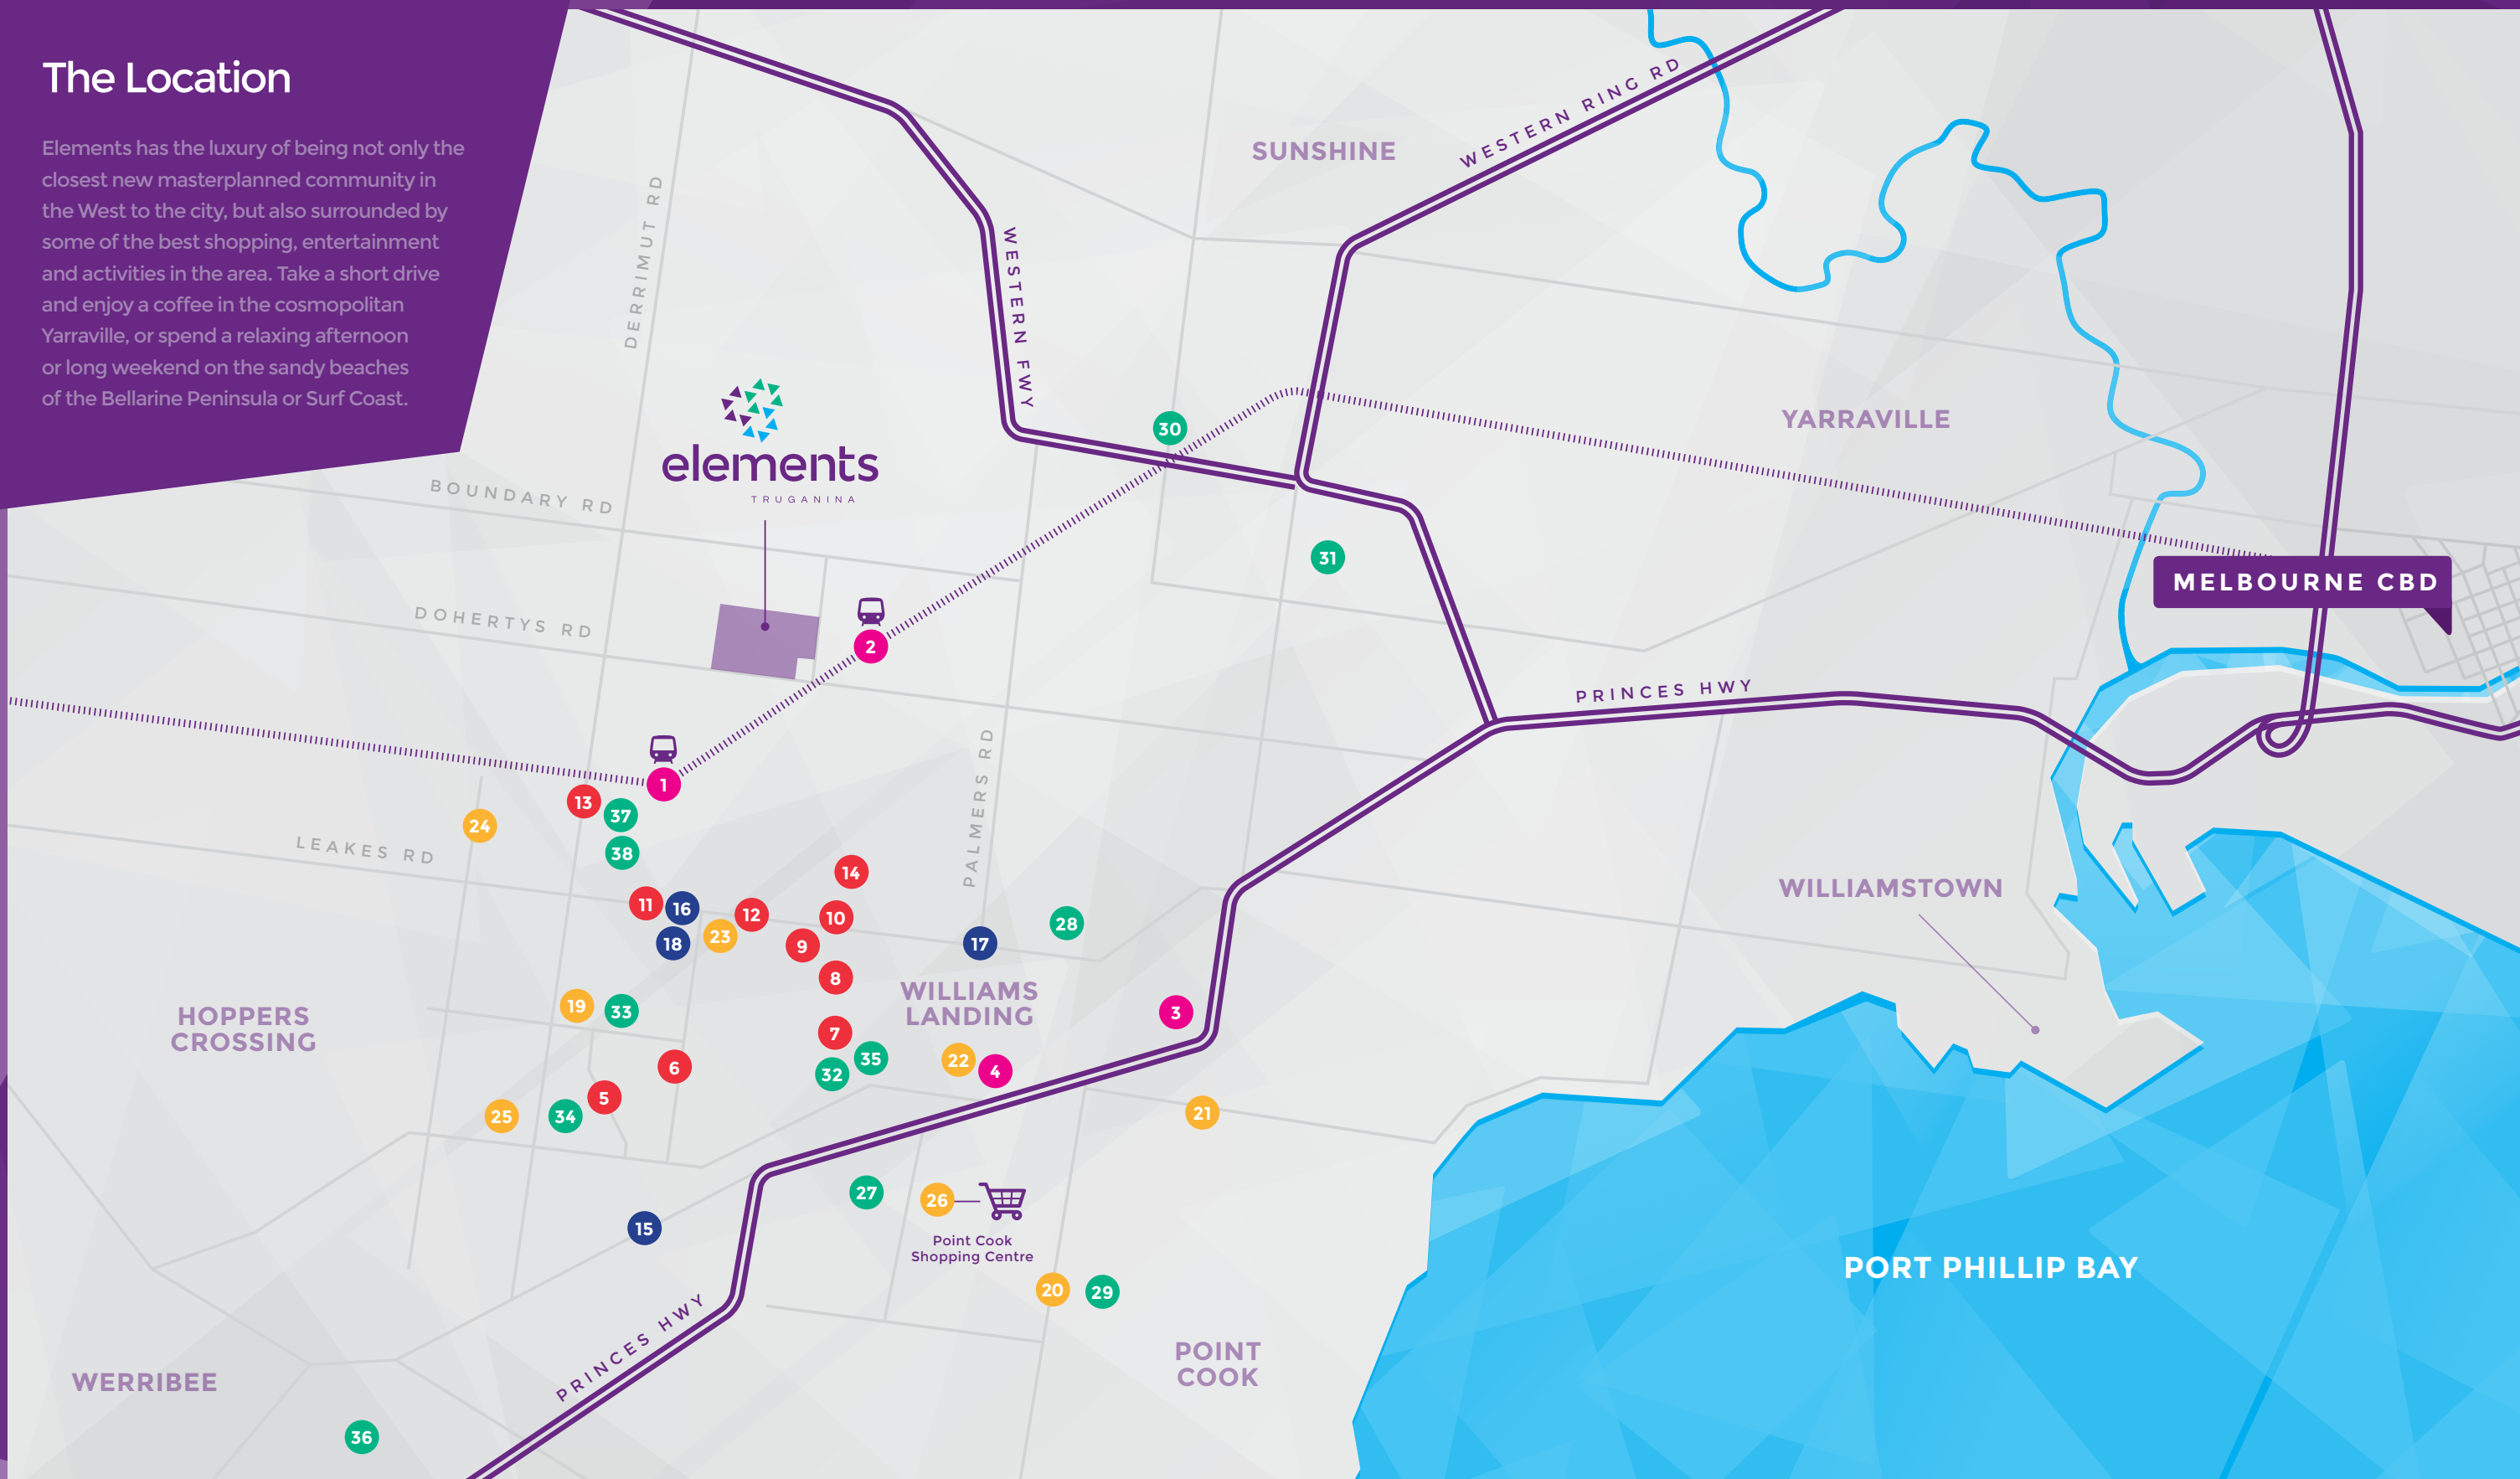 The Location
Elements has the luxury of being not only the
closest new masterplanned community in
the West to the city, but also surrounded by
some of the best shopping, entertainment
and activities in the area. Take a short drive
and enjoy a coffee in the cosmopolitan
Yarraville, or spend a relaxing afternoon
or long weekend on the sandy beaches
of the Bellarine Peninsula or Surf Coast.
WESTERN RING RD
SUNSHINE
DERRIMUT RD
WESTERN FWY
elements
TRUGANINA
30
YARRAVILLE
BOUNDARY RD
31
MELBOURNE CBD
DOHERTYS RD
2
PRINCES HWY
PALMERS RD
1
13
37
24
38
LEAKES RD
14
WILLIAMSTOWN
11
16
12
10
28
18
23
9
17
8
WILLIAMS
LANDING
HOPPERS
CROSSING
19
33
3
7
35
22
4
6
32
5
25
34
21
27
26
Point Cook
Shopping Centre
15
PORT PHILLIP BAY
20
29
PRINCES HWY
POINT
COOK
WERRIBEE
36